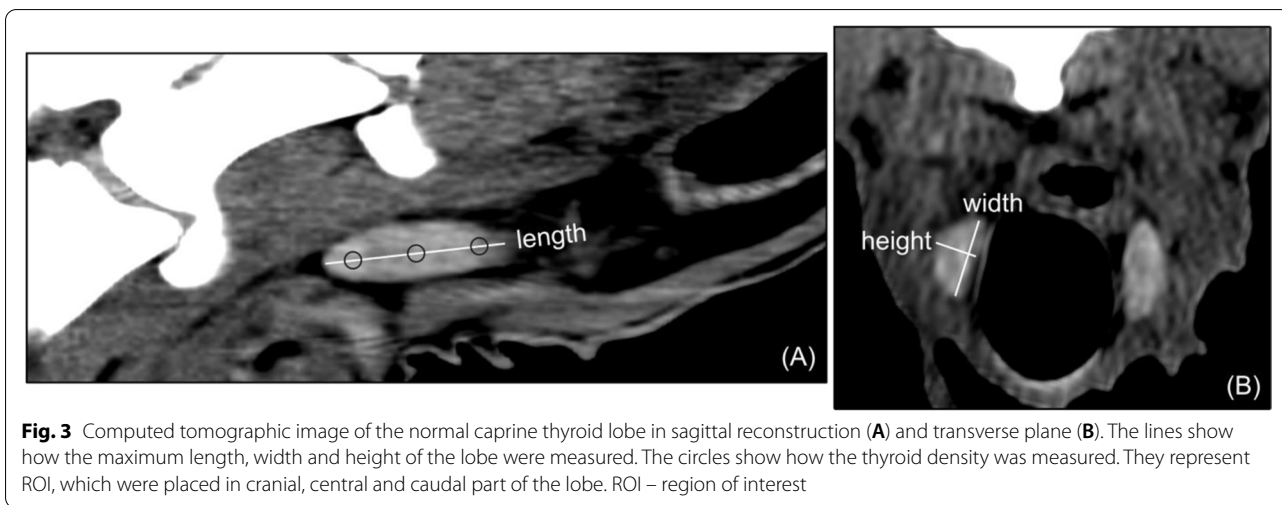 length
(A)
width
height
(B)
Fig. 3 Computed tomographic image of the normal caprine thyroid lobe in sagittal reconstruction (A) and transverse plane (B). The lines show
how the maximum length, width and height of the lobe were measured. The circles show how the thyroid density was measured. They represent
ROI, which were placed in cranial, central and caudal part of the lobe. ROI – region of interest